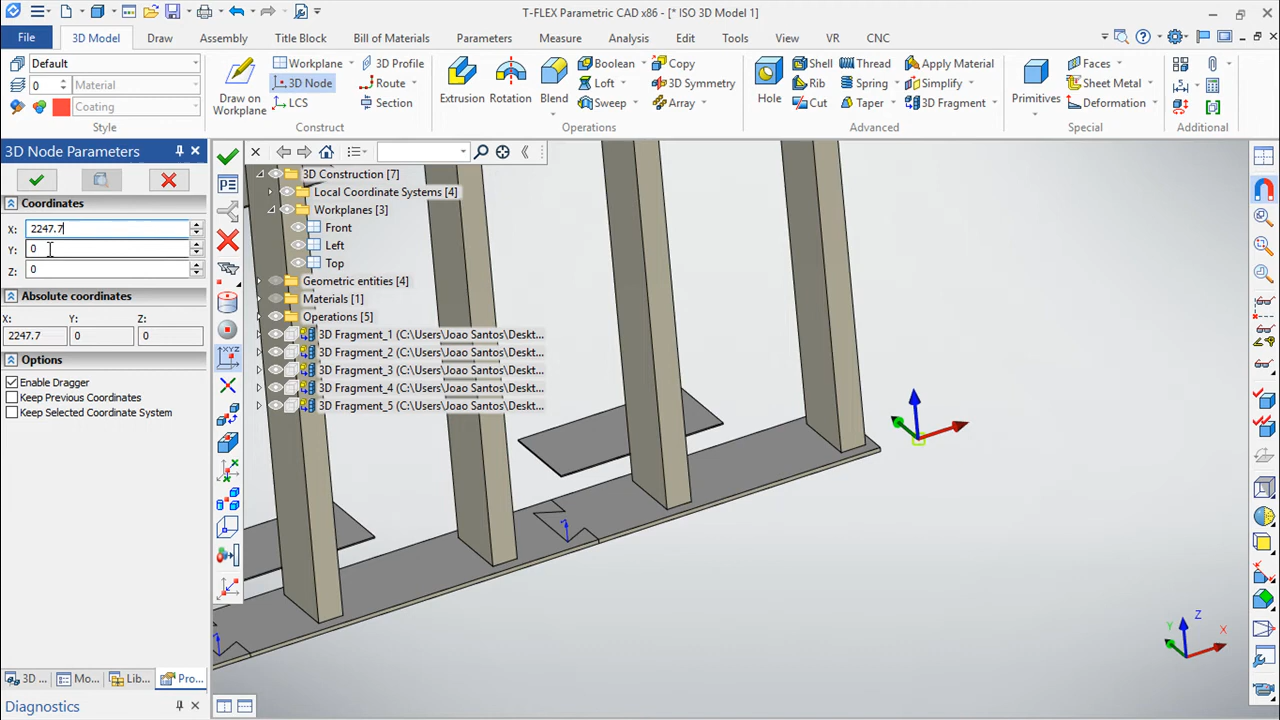 T-FLEX Parametric CAD x86 - [* ISO 3D Model 1]
File
3D Model
Draw
Assembly
Title Block
Bill of Materials
Parameters
Measure
Analysis
Edit
Tools
View
VR
CNC
Default
0
Material
Coating
Style
Draw on
Workplane
Workplane
3D Node
LCS
3D Profile
Route
Section
Construct
Extrusion
Rotation
Blend
Boolean
Loft
Sweep
Copy
3D Symmetry
Array
Operations
Hole
Shell
Rib
Cut
Thread
Spring
Taper
Apply Material
Simplify
3D Fragment
Advanced
Primitives
Faces
Sheet Metal
Deformation
Special
Additional
3D Node Parameters
Coordinates
X: 2247.7
Y: 0
Z: 0
Absolute coordinates
X: Y: Z:
2247.7 0 0
Options
Enable Dragger
Keep Previous Coordinates
Keep Selected Coordinate System
3D Construction [7]
Local Coordinate Systems [4]
Workplanes [3]
Front
Left
Top
Geometric entities [4]
Materials [1]
Operations [5]
3D Fragment_1 (C:\Users\Joao Santos\Deskt...
3D Fragment_2 (C:\Users\Joao Santos\Deskt...
3D Fragment_3 (C:\Users\Joao Santos\Deskt...
3D Fragment_4 (C:\Users\Joao Santos\Deskt...
3D Fragment_5 (C:\Users\Joao Santos\Deskt...
Z
Y
X
3D ...
Mo...
Lib...
Pro...
Diagnostics